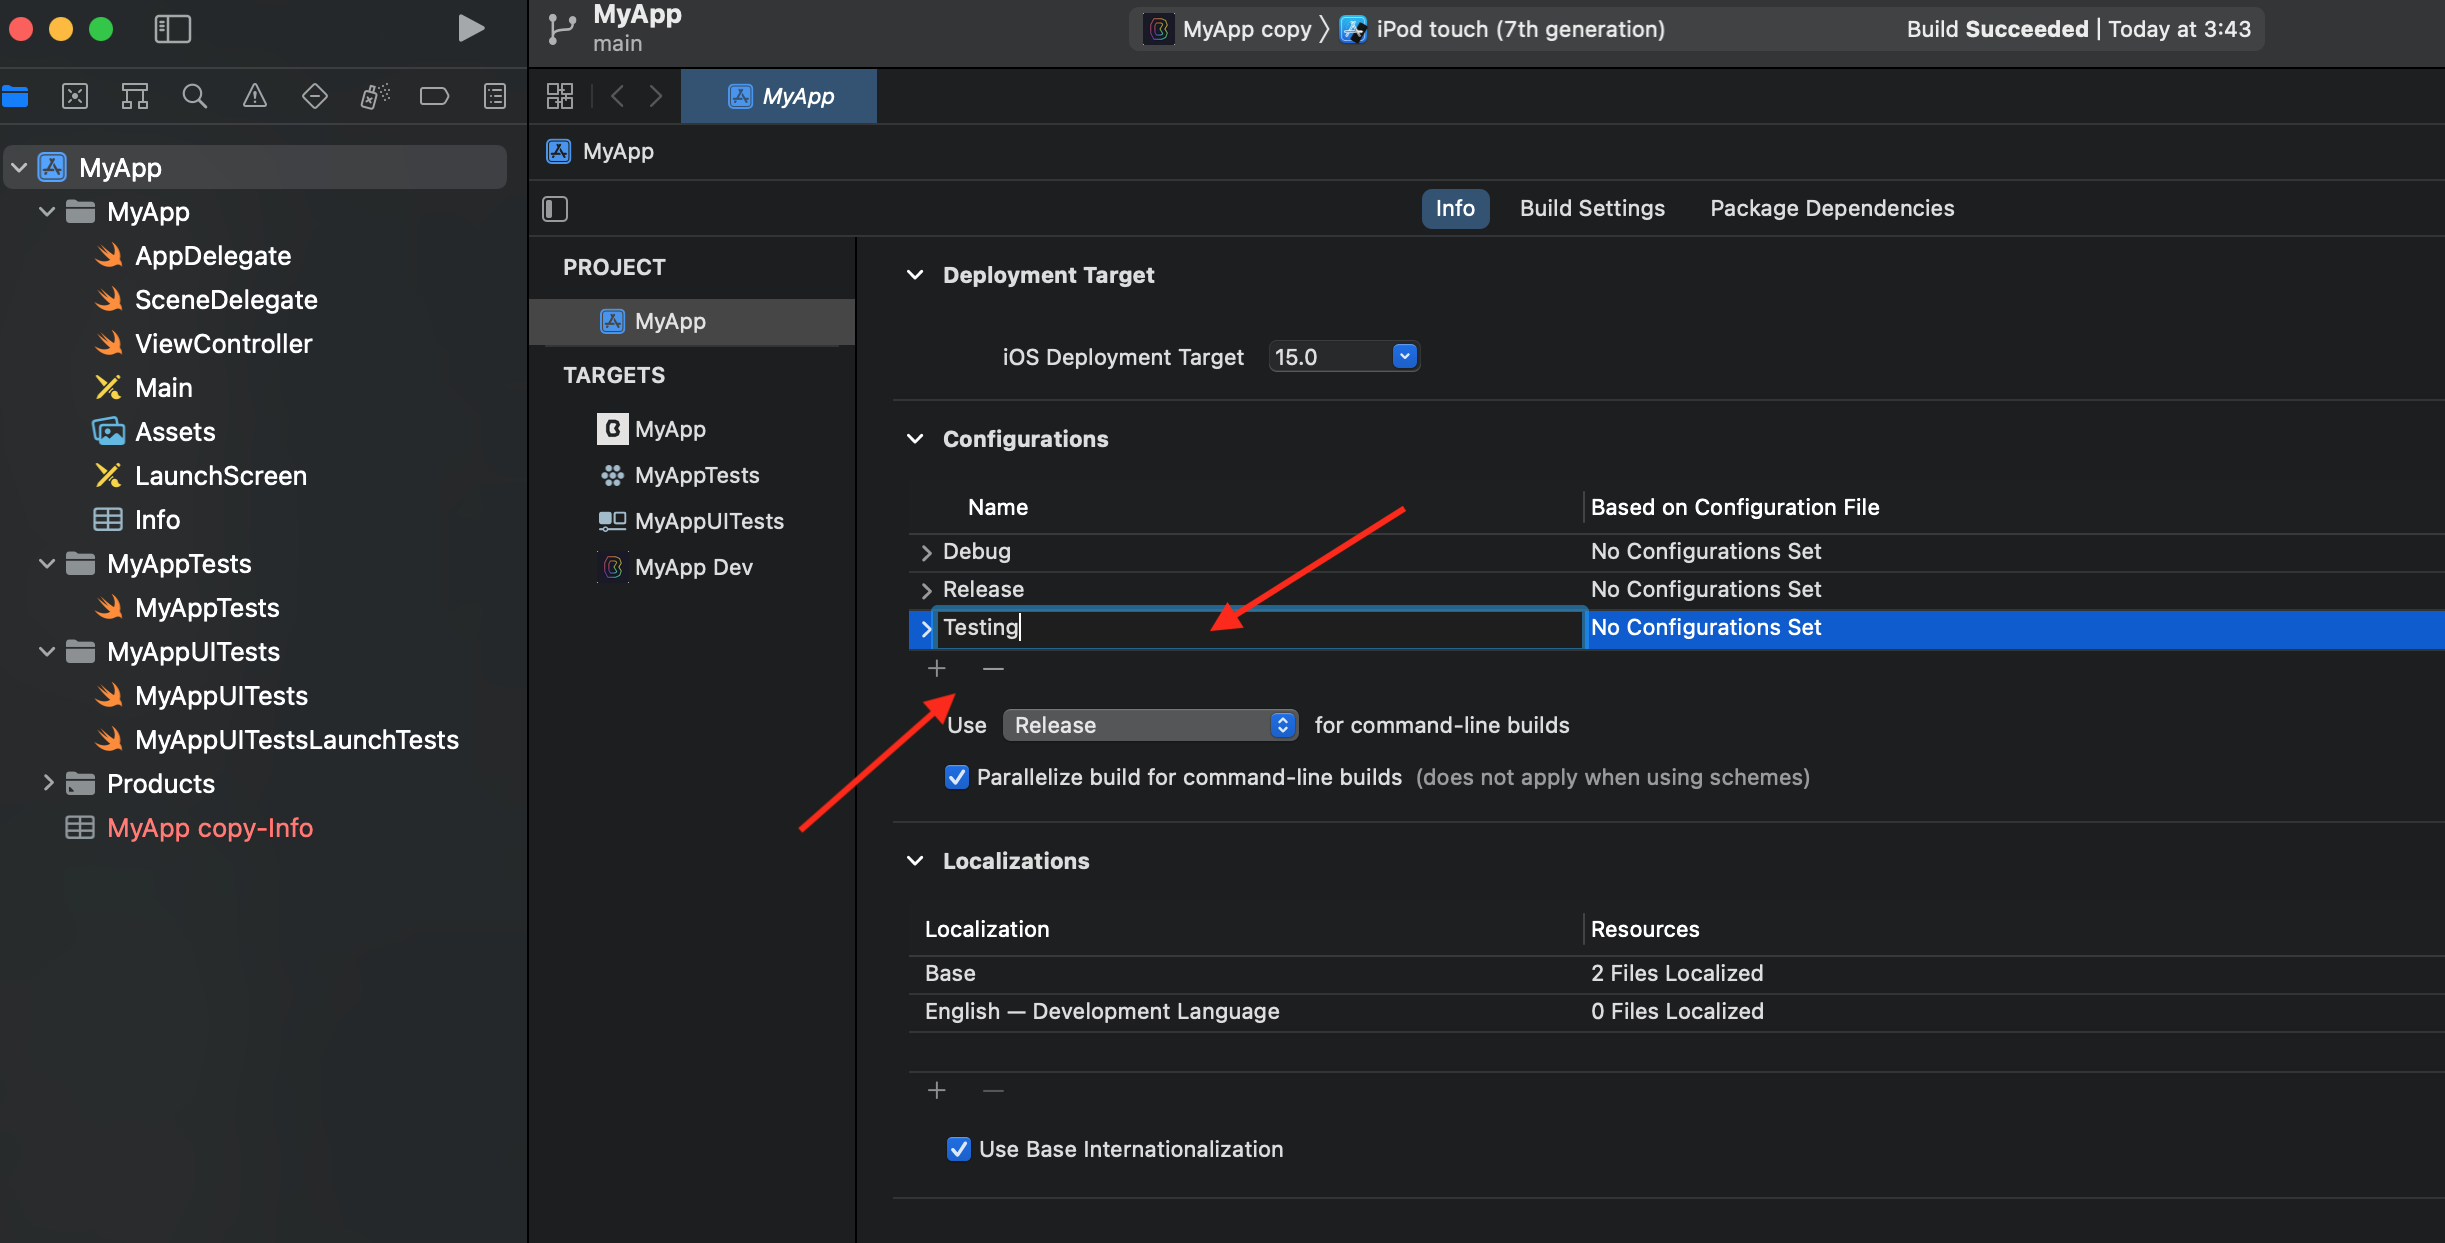 MyApp
main
MyApp copy
iPod touch (7th generation)
Build Succeeded | Today at 3:43
MyApp
MyApp
MyApp
MyApp
AppDelegate
SceneDelegate
ViewController
Main
Assets
LaunchScreen
Info
MyAppTests
MyAppTests
MyAppUITests
MyAppUITests
MyAppUITestsLaunchTests
Products
MyApp copy-Info
Info
Build Settings
Package Dependencies
PROJECT
MyApp
TARGETS
MyApp
MyAppTests
MyAppUITests
MyApp Dev
Deployment Target
iOS Deployment Target 15.0
Configurations
Name Based on Configuration File
Debug No Configurations Set
Release No Configurations Set
Testing No Configurations Set
Use Release for command-line builds
Parallelize build for command-line builds (does not apply when using schemes)
Localizations
Localization Resources
Base 2 Files Localized
English — Development Language 0 Files Localized
Use Base Internationalization